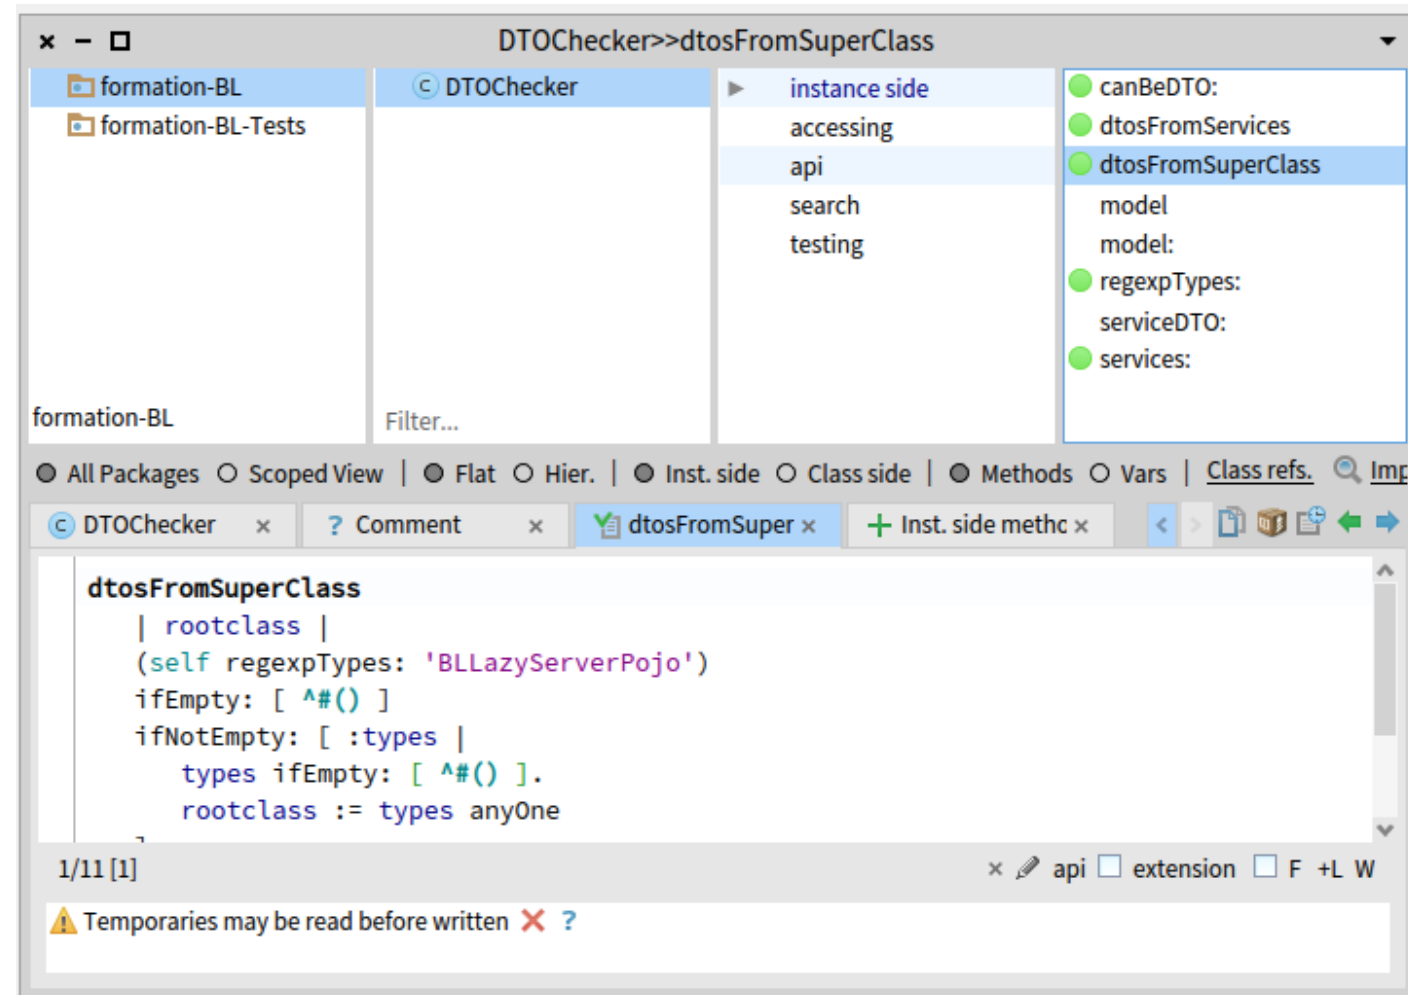 DTOChecker>>dtosFromSuperClass
formation-BL
formation-BL-Tests
formation-BL
DTOChecker
Filter...
instance side
accessing
api
search
testing
canBeDTO:
dtosFromServices
dtosFromSuperClass
model
model:
regexpTypes:
serviceDTO:
services:
All Packages Scoped View | Flat Hier. | Inst. side Class side | Methods Vars | Class refs. Imp
DTOChecker × ? Comment × dtosFromSuper × + Inst. side methc ×
dtosFromSuperClass
| rootclass |
(self regexpTypes: 'BLLazyServerPojo')
ifEmpty: [ ^#() ]
ifNotEmpty: [ :types |
types ifEmpty: [ ^#() ].
rootclass := types anyOne
1/11 [1]
× api extension F +L W
Temporaries may be read before written ?